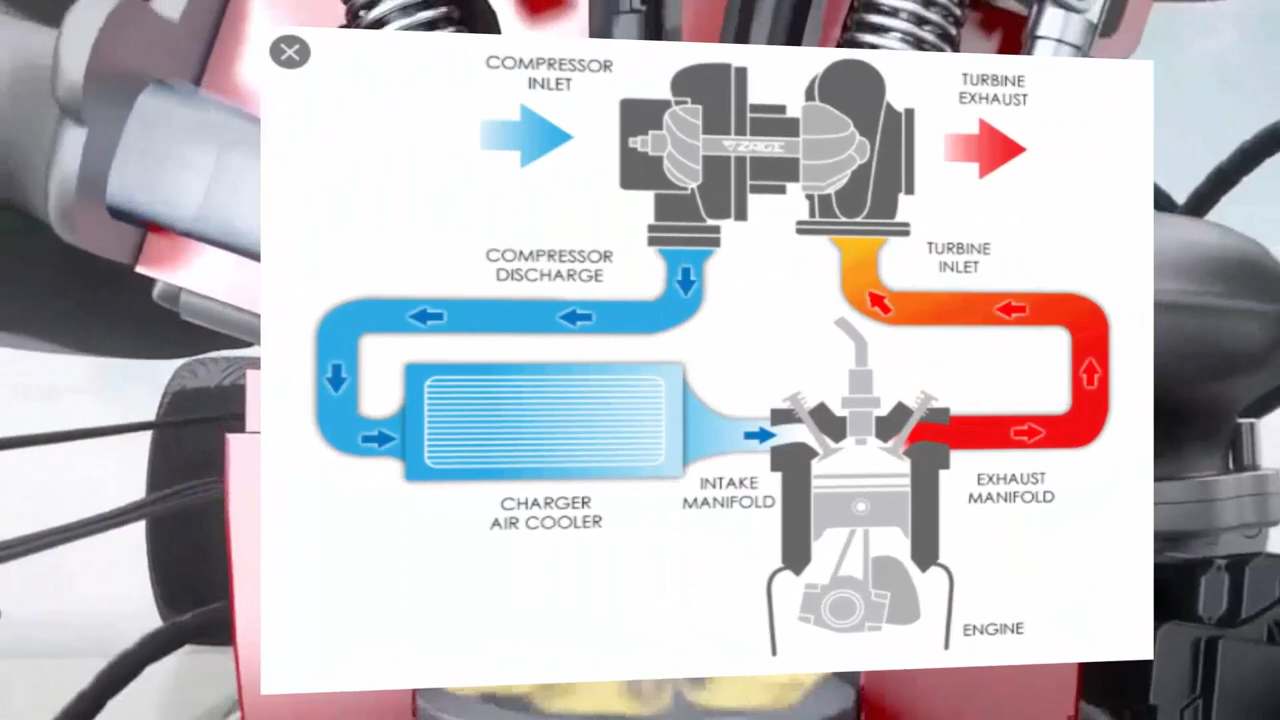 COMPRESSOR
INLET
TURBINE
EXHAUST
COMPRESSOR
DISCHARGE
TURBINE
INLET
CHARGER
AIR COOLER
INTAKE
MANIFOLD
EXHAUST
MANIFOLD
ENGINE